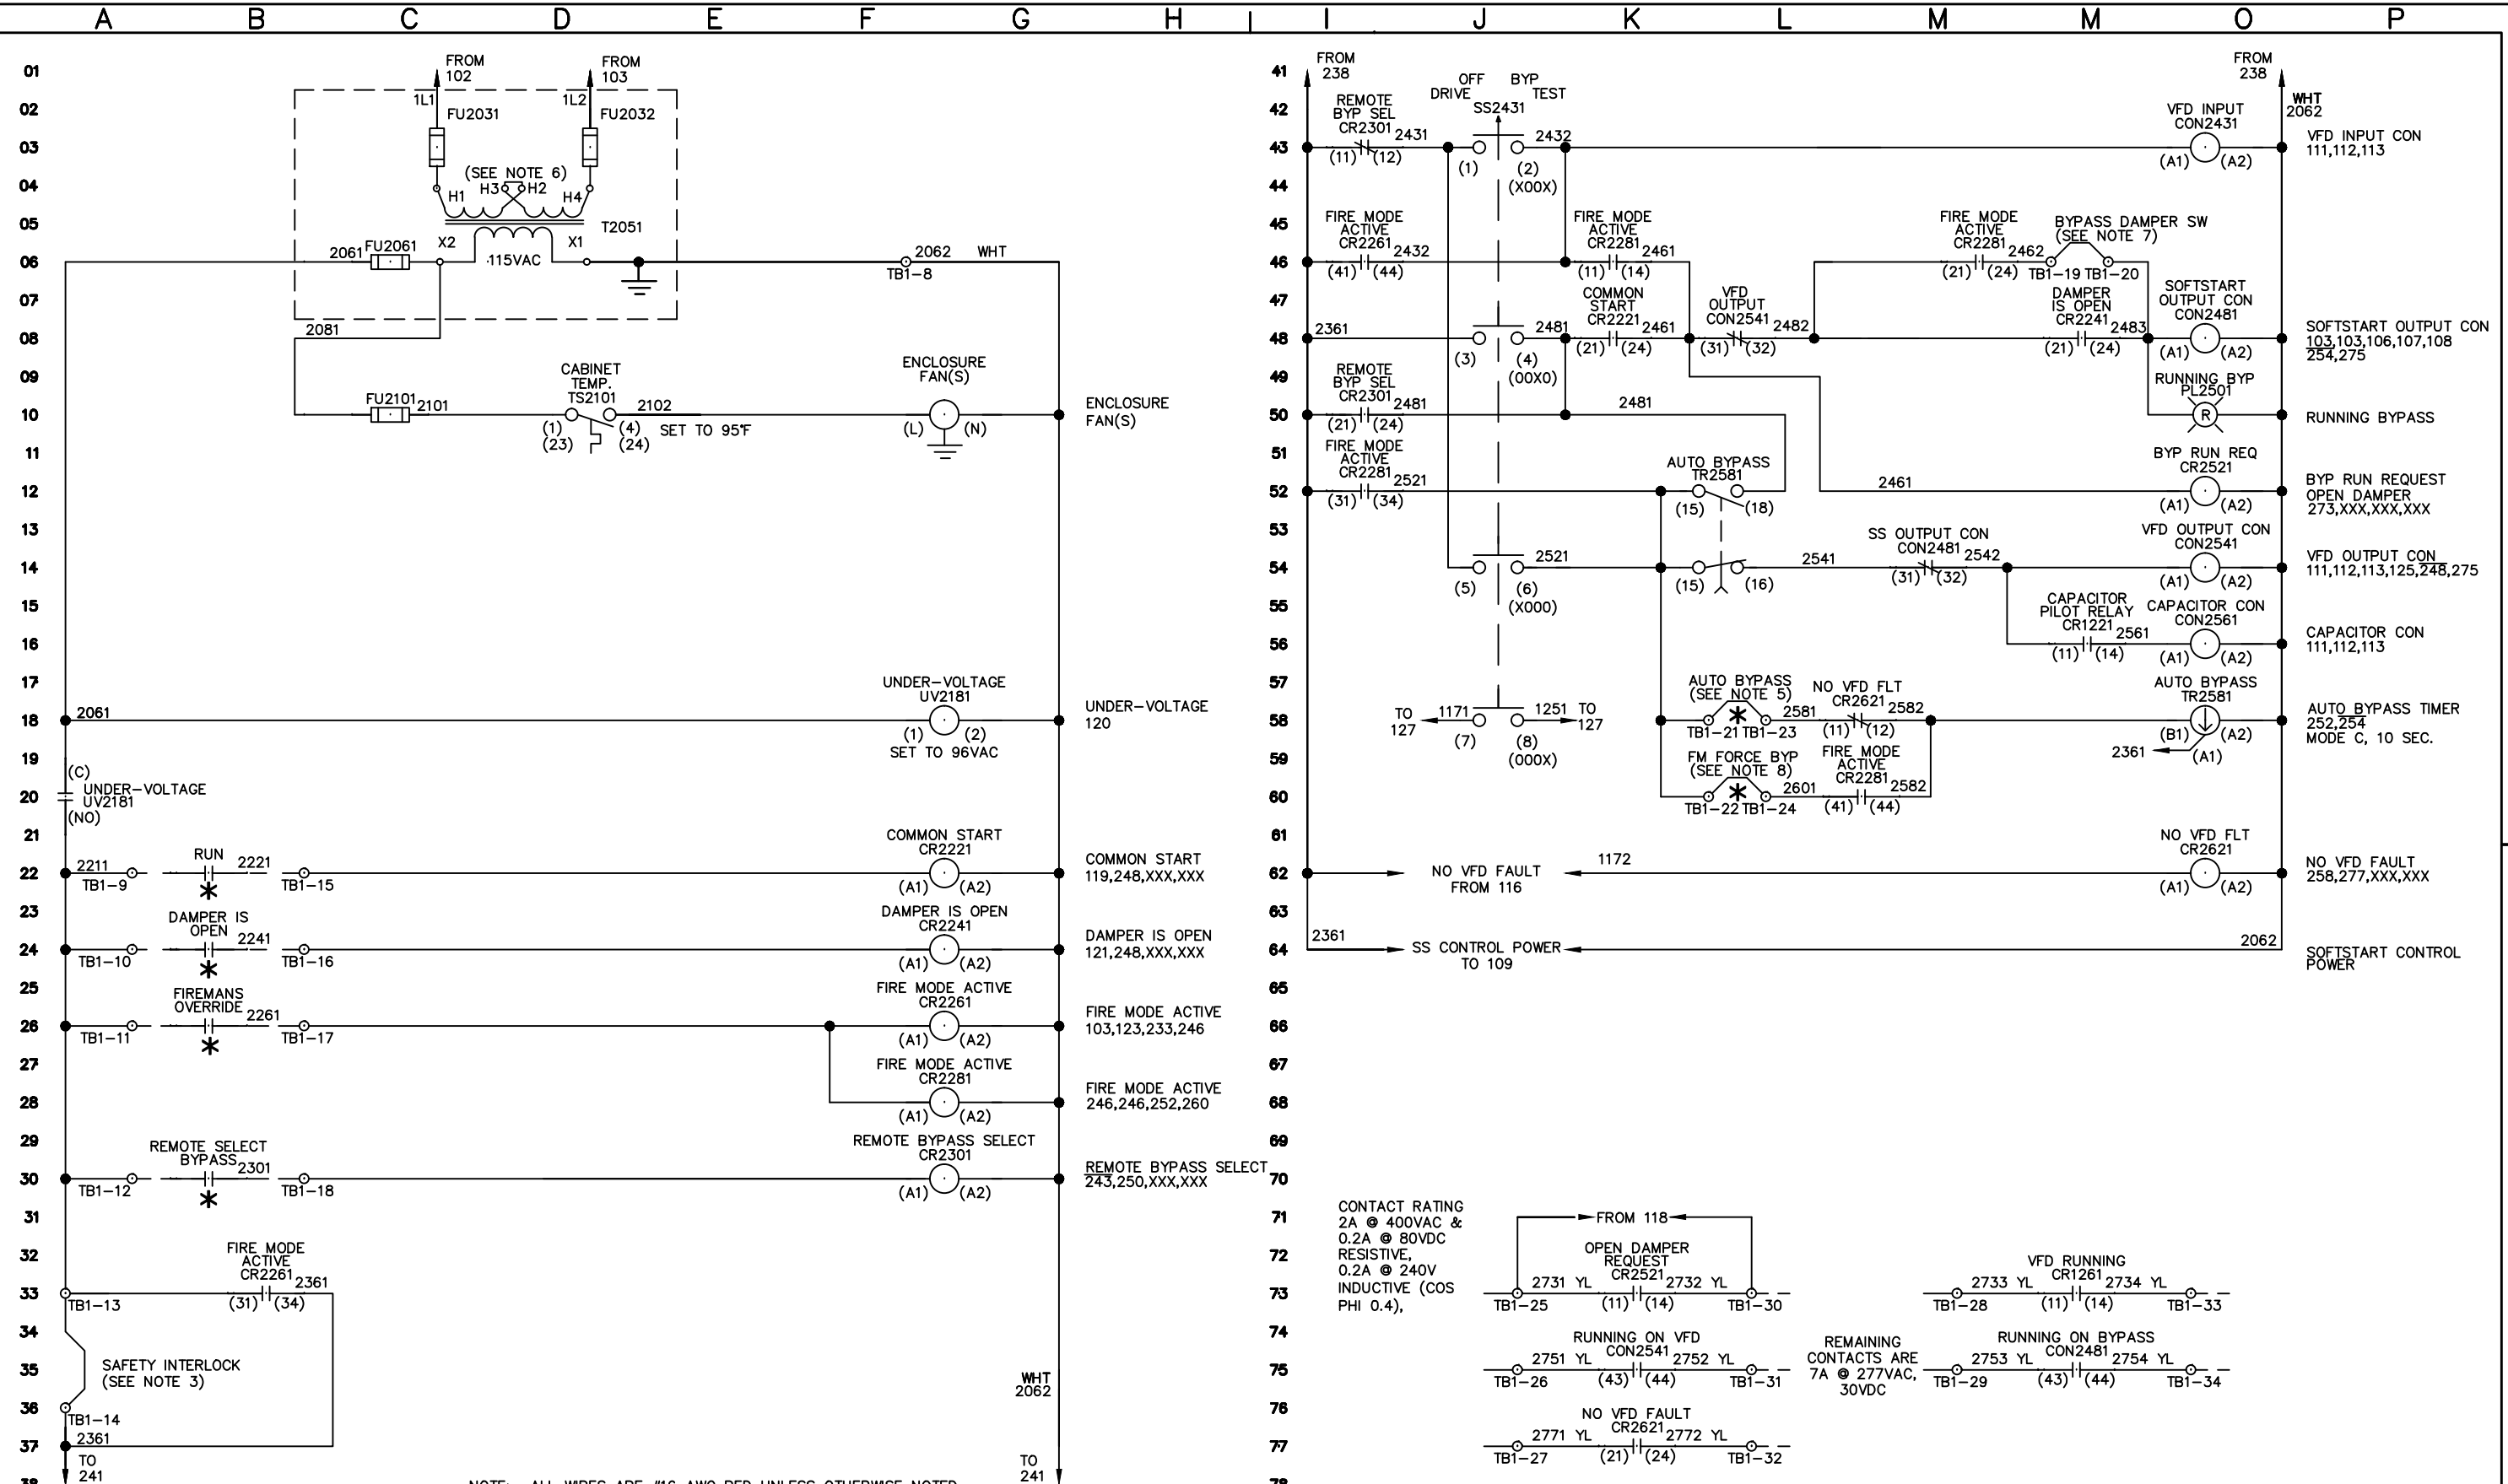 A B C D E F G H I J K L M M O P
01
02
03
04
05
06
07
08
09
10
11
12
13
14
15
16
17
18
19
20
21
22
23
24
25
26
27
28
29
30
31
32
33
34
35
36
37
38
FROM
102
FROM
103
1L1
FU2031
1L2
FU2032
(SEE NOTE 6)
H1 H3 H2 H4
T2051
2061 FU2061 X2 115VAC X1
2062 WHT
TB1-8
2081
FU2101 2101
CABINET
TEMP.
TS2101
2102
(1) (4)
(23) (24)
SET TO 95°F
ENCLOSURE
FAN(S)
(L) (N)
ENCLOSURE
FAN(S)
2061
UNDER-VOLTAGE
UV2181
(1) (2)
SET TO 96VAC
UNDER-VOLTAGE
120
(C)
UNDER-VOLTAGE
UV2181
(NO)
2211
TB1-9
RUN
2221
*
TB1-15
COMMON START
CR2221
(A1) (A2)
COMMON START
119,248,XXX,XXX
TB1-10
DAMPER IS
OPEN
2241
*
TB1-16
DAMPER IS OPEN
CR2241
(A1) (A2)
DAMPER IS OPEN
121,248,XXX,XXX
TB1-11
FIREMANS
OVERRIDE
2261
*
TB1-17
FIRE MODE ACTIVE
CR2261
(A1) (A2)
FIRE MODE ACTIVE
103,123,233,246
FIRE MODE ACTIVE
CR2281
(A1) (A2)
FIRE MODE ACTIVE
246,246,252,260
TB1-12
REMOTE SELECT
BYPASS
2301
*
TB1-18
REMOTE BYPASS SELECT
CR2301
(A1) (A2)
REMOTE BYPASS SELECT
243,250,XXX,XXX
TB1-13
FIRE MODE
ACTIVE
CR2261
2361
(31) (34)
SAFETY INTERLOCK
(SEE NOTE 3)
TB1-14
2361
TO
241
WHT
2062
TO
241
NOTE: ALL WIRES ARE #16 AWG RED UNLESS OTHERWISE NOTED
41
42
43
44
45
46
47
48
49
50
51
52
53
54
55
56
57
58
59
60
61
62
63
64
65
66
67
68
69
70
71
72
73
74
75
76
77
78
FROM
238
REMOTE
BYP SEL
CR2301
2431
(11) (12)
OFF BYP
DRIVE TEST
SS2431
2432
(1) (2)
(X00X)
FROM
238
WHT
2062
VFD INPUT
CON2431
(A1) (A2)
VFD INPUT CON
111,112,113
FIRE MODE
ACTIVE
CR2261
2432
(41) (44)
FIRE MODE
ACTIVE
CR2281
2461
(11) (14)
FIRE MODE
ACTIVE
CR2281
2462
(21) (24)
BYPASS DAMPER SW
(SEE NOTE 7)
TB1-19 TB1-20
2361
2481
(3) (4)
(00X0)
COMMON
START
CR2221
2461
(21) (24)
VFD
OUTPUT
CON2541
2482
(31) (32)
DAMPER
IS OPEN
CR2241
2483
(21) (24)
SOFTSTART
OUTPUT CON
CON2481
(A1) (A2)
SOFTSTART OUTPUT CON
103,103,106,107,108
254,275
REMOTE
BYP SEL
CR2301
2481
(21) (24)
2481
RUNNING BYP
PL2501
R
RUNNING BYPASS
FIRE MODE
ACTIVE
CR2281
2521
(31) (34)
AUTO BYPASS
TR2581
(15) (18)
2461
BYP RUN REQ
CR2521
(A1) (A2)
BYP RUN REQUEST
OPEN DAMPER
273,XXX,XXX,XXX
2521
(5) (6)
(X000)
(15) (16)
2541
SS OUTPUT CON
CON2481
2542
(31) (32)
VFD OUTPUT CON
CON2541
(A1) (A2)
VFD OUTPUT CON
111,112,113,125,248,275
CAPACITOR
PILOT RELAY
CR1221
2561
(11) (14)
CAPACITOR CON
CON2561
(A1) (A2)
CAPACITOR CON
111,112,113
TO
127
1171
1251
TO
127
(7) (8)
(000X)
AUTO BYPASS
(SEE NOTE 5)
*
TB1-21 TB1-23
2581
NO VFD FLT
CR2621
2582
(11) (12)
AUTO BYPASS
TR2581
(B1) (A2)
2361
(A1)
AUTO BYPASS TIMER
252,254
MODE C, 10 SEC.
FM FORCE BYP
(SEE NOTE 8)
*
TB1-22 TB1-24
2601
FIRE MODE
ACTIVE
CR2281
2582
(41) (44)
NO VFD FAULT
FROM 116
1172
NO VFD FLT
CR2621
(A1) (A2)
NO VFD FAULT
258,277,XXX,XXX
2361
SS CONTROL POWER
TO 109
2062
SOFTSTART CONTROL
POWER
CONTACT RATING
2A @ 400VAC &
0.2A @ 80VDC
RESISTIVE,
0.2A @ 240V
INDUCTIVE (COS
PHI 0.4),
FROM 118
OPEN DAMPER
REQUEST
CR2521
2731 YL 2732 YL
TB1-25 (11) (14) TB1-30
VFD RUNNING
CR1261
2733 YL 2734 YL
TB1-28 (11) (14) TB1-33
RUNNING ON VFD
CON2541
2751 YL 2752 YL
TB1-26 (43) (44) TB1-31
REMAINING
CONTACTS ARE
7A @ 277VAC,
30VDC
RUNNING ON BYPASS
CON2481
2753 YL 2754 YL
TB1-29 (43) (44) TB1-34
NO VFD FAULT
CR2621
2771 YL 2772 YL
TB1-27 (21) (24) TB1-32